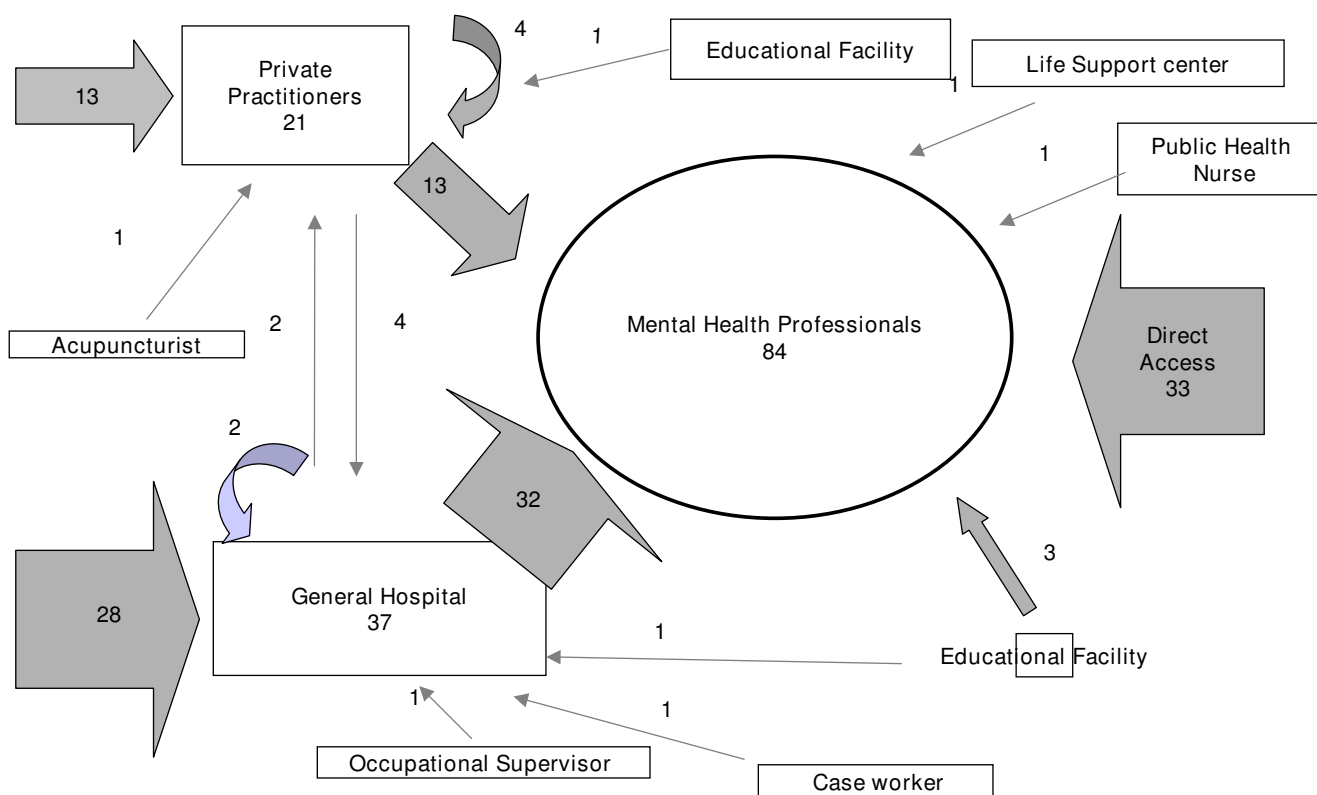 4
1
Educational Facility
1
Life Support center
13
Private
Practitioners
21
1
Public Health
Nurse
13
1
Acupuncturist
2
4
Mental Health Professionals
84
Direct
Access
33
2
32
3
28
General Hospital
37
1
Educational Facility
1
1
Occupational Supervisor
Case worker